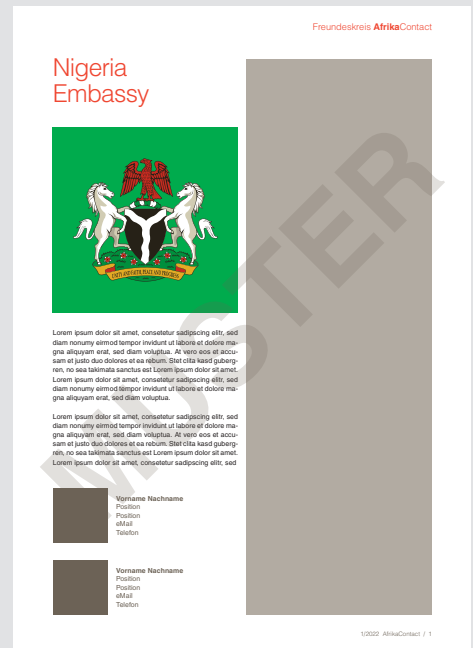 Freundeskreis AfrikaContact
Nigeria
Embassy
UNITY AND FAITH, PEACE AND PROGRESS
Lorem ipsum dolor sit amet, consetetur sadipscing elitr, sed
diam nonumy eirmod tempor invidunt ut labore et dolore ma-
gna aliquyam erat, sed diam voluptua. At vero eos et accu-
sam et justo duo dolores et ea rebum. Stet clita kasd guberg-
ren, no sea takimata sanctus est Lorem ipsum dolor sit amet.
Lorem ipsum dolor sit amet, consetetur sadipscing elitr, sed
diam nonumy eirmod tempor invidunt ut labore et dolore ma-
gna aliquyam erat, sed diam voluptua.
Lorem ipsum dolor sit amet, consetetur sadipscing elitr, sed
diam nonumy eirmod tempor invidunt ut labore et dolore ma-
gna aliquyam erat, sed diam voluptua. At vero eos et accu-
sam et justo duo dolores et ea rebum. Stet clita kasd guberg-
ren, no sea takimata sanctus est Lorem ipsum dolor sit amet.
Lorem ipsum dolor sit amet, consetetur sadipscing elitr, sed
Vorname Nachname
Position
Position
eMail
Telefon
Vorname Nachname
Position
Position
eMail
Telefon
MUSTER
1/2022 AfrikaContact / 1